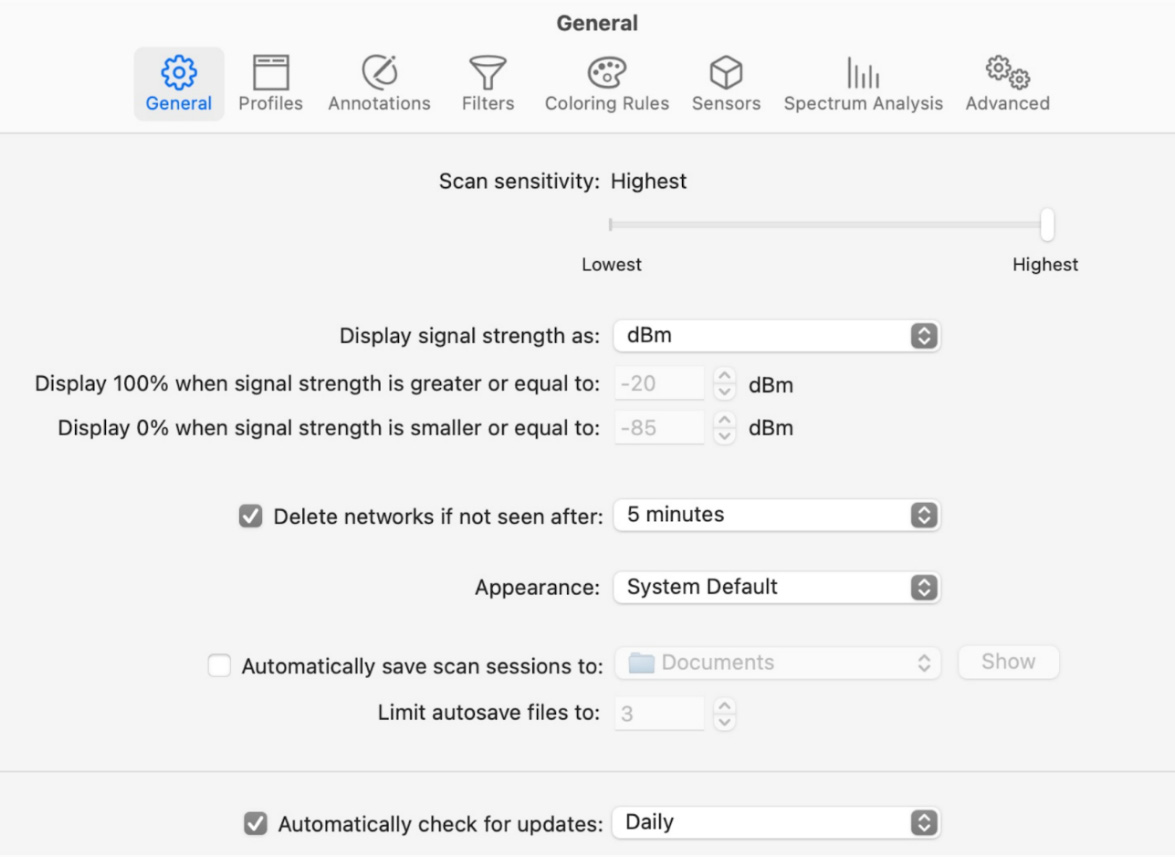 General
General Profiles Annotations Filters Coloring Rules Sensors Spectrum Analysis Advanced
Scan sensitivity: Highest
Lowest Highest
Display signal strength as: dBm
Display 100% when signal strength is greater or equal to: -20 dBm
Display 0% when signal strength is smaller or equal to: -85 dBm
Delete networks if not seen after: 5 minutes
Appearance: System Default
Automatically save scan sessions to: Documents Show
Limit autosave files to: 3
Automatically check for updates: Daily